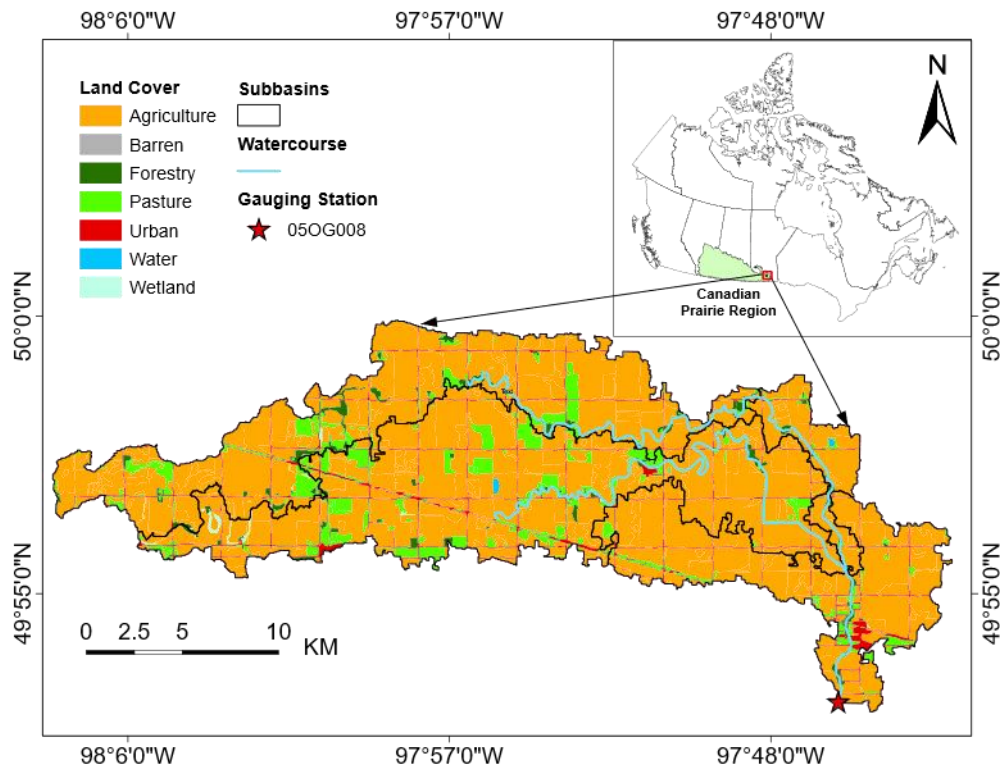 98°6'0"W 97°57'0"W 97°48'0"W
Land Cover
Agriculture
Barren
Forestry
Pasture
Urban
Water
Wetland
Subbasins
Watercourse
Gauging Station
05OG008
N
Canadian
Prairie Region
50°0'0"N
50°0'0"N
49°55'0"N
49°55'0"N
0 2.5 5 10
KM
98°6'0"W 97°57'0"W 97°48'0"W